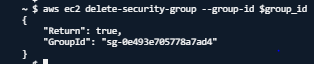 ~ $ aws ec2 delete-security-group --group-id $group_id
{
    "Return": true,
    "GroupId": "sg-0e493e705778a7ad4"
}